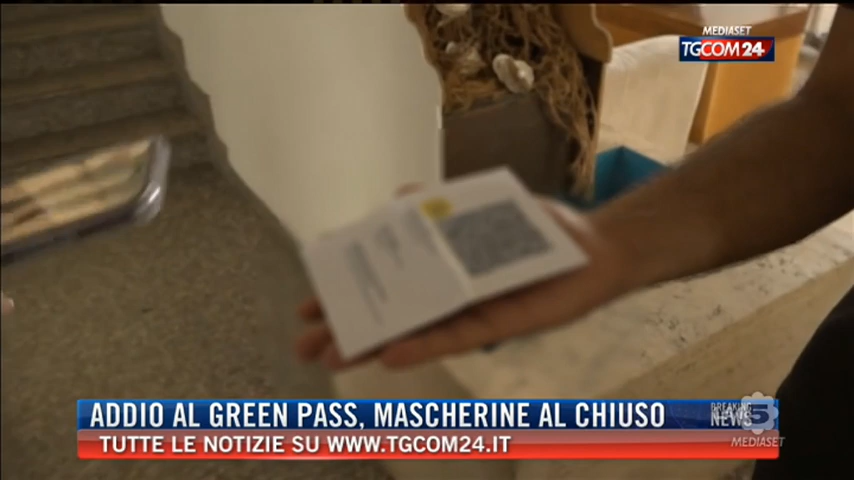 MEDIASET
TGCOM24
ADDIO AL GREEN PASS, MASCHERINE AL CHIUSO
BREAKING
NEWS
5
MEDIASET
TUTTE LE NOTIZIE SU WWW.TGCOM24.IT